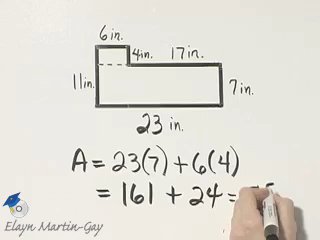 6 in.
4 in. 17 in.
11 in.
7 in.
23 in.
A = 23(7) + 6(4)
= 161 + 24 =
Elayn Martin-Gay